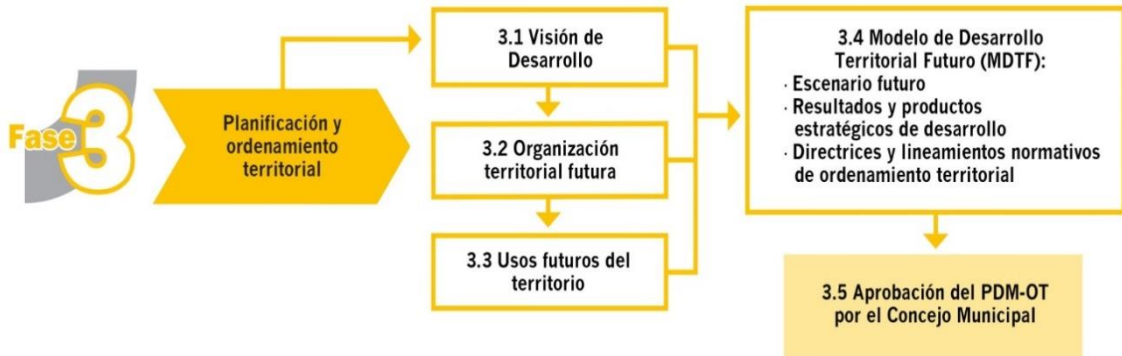 Fase 3
Planificación y
ordenamiento
territorial
3.1 Visión de
Desarrollo
3.2 Organización
territorial futura
3.3 Usos futuros del
territorio
3.4 Modelo de Desarrollo
Territorial Futuro (MDTF):
· Escenario futuro
· Resultados y productos
estratégicos de desarrollo
· Directrices y lineamientos normativos
de ordenamiento territorial
3.5 Aprobación del PDM-OT
por el Concejo Municipal